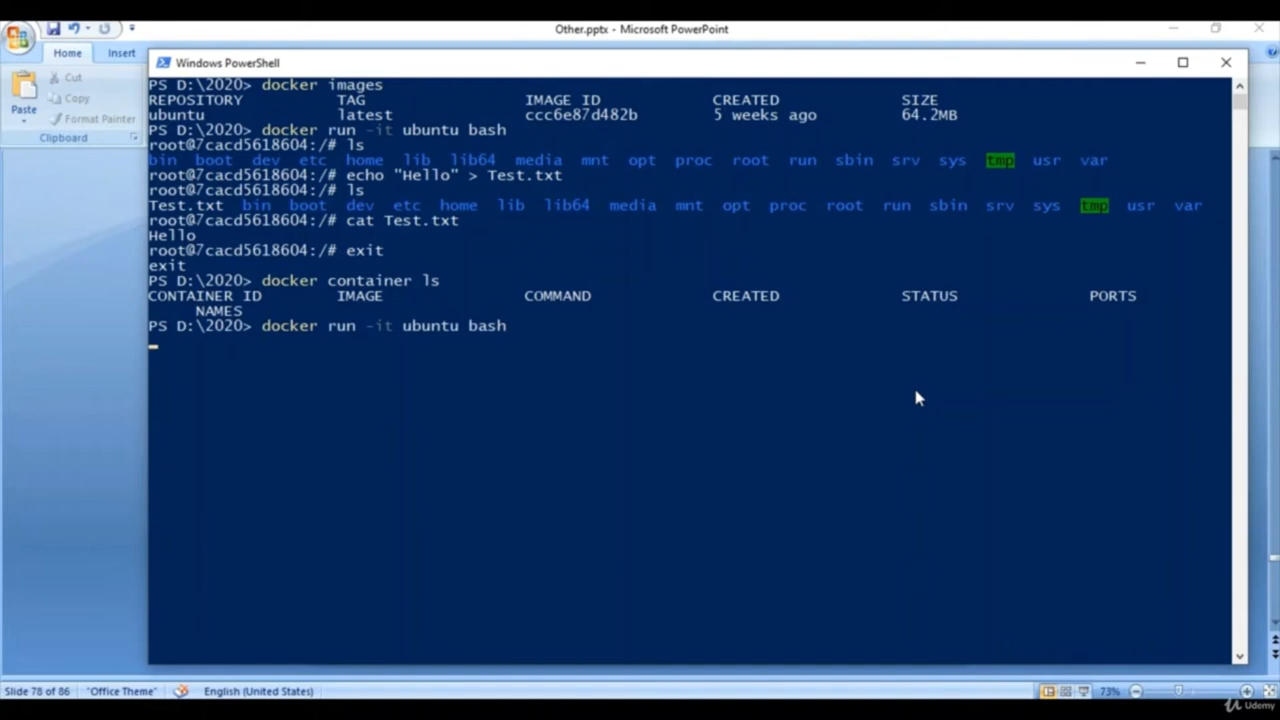 Other.pptx - Microsoft PowerPoint
Home Insert
Paste
Cut
Copy
Format Painter
Clipboard
Windows PowerShell
PS D:\2020> docker images
REPOSITORY TAG IMAGE ID CREATED SIZE
ubuntu latest ccc6e87d482b 5 weeks ago 64.2MB
PS D:\2020> docker run -it ubuntu bash
root@7cacd5618604:/# ls
bin boot dev etc home lib lib64 media mnt opt proc root run sbin srv sys tmp usr var
root@7cacd5618604:/# echo "Hello" > Test.txt
root@7cacd5618604:/# ls
Test.txt bin boot dev etc home lib lib64 media mnt opt proc root run sbin srv sys tmp usr var
root@7cacd5618604:/# cat Test.txt
Hello
root@7cacd5618604:/# exit
exit
PS D:\2020> docker container ls
CONTAINER ID IMAGE COMMAND CREATED STATUS PORTS
NAMES
PS D:\2020> docker run -it ubuntu bash
Slide 78 of 86 "Office Theme" English (United States) 73%
Udemy